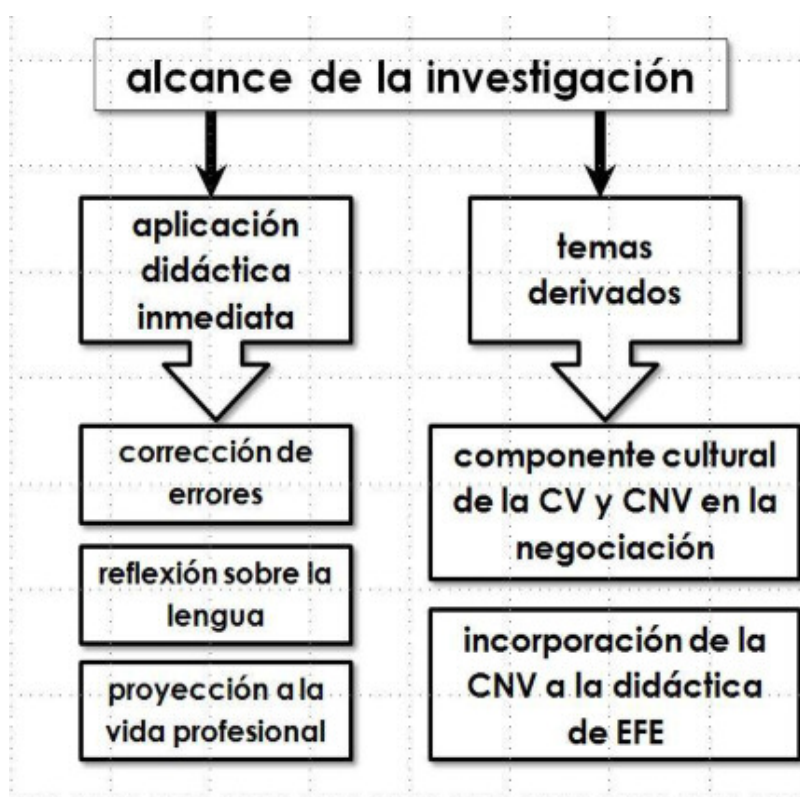 alcance de la investigación
aplicación
didáctica
inmediata
corrección de
errores
reflexión sobre la
lengua
proyección a la
vida profesional
temas
derivados
componente cultural
de la CV y CNV en la
negociación
incorporación de la
CNV a la didáctica
de EFE